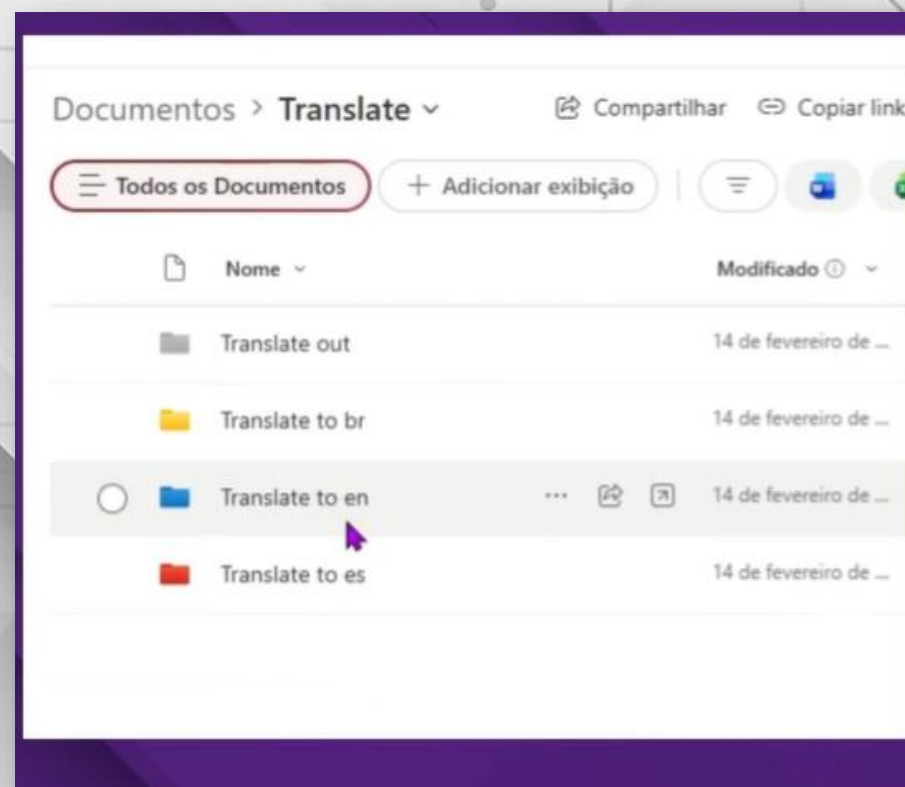 Documentos > Translate Compartilhar Copiar link
Todos os Documentos + Adicionar exibição
Nome Modificado
Translate out 14 de fevereiro de ...
Translate to br 14 de fevereiro de ...
Translate to en ... 14 de fevereiro de ...
Translate to es 14 de fevereiro de ...